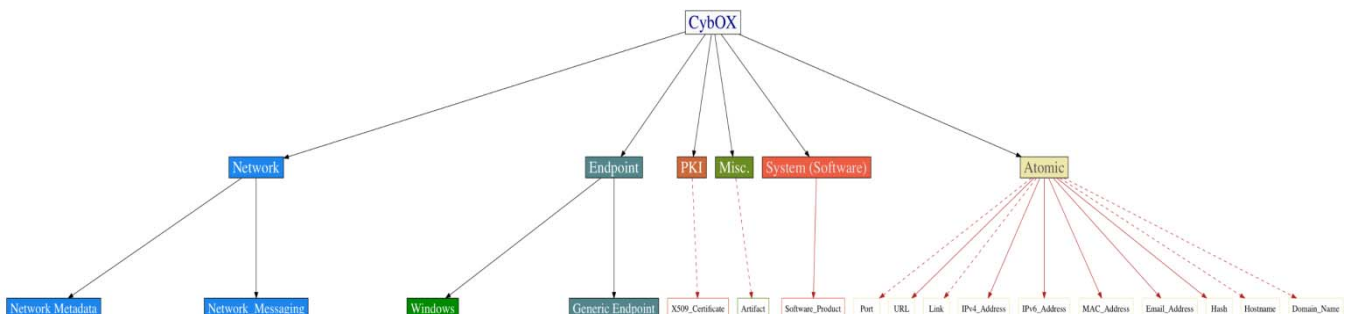 CybOX
Network
Endpoint
PKI
Misc.
System (Software)
Atomic
Network Metadata
Network_Messaging
Windows
Generic Endpoint
X509_Certificate
Artifact
Software_Product
Port
URL
Link
IPv4_Address
IPv6_Address
MAC_Address
Email_Address
Hash
Hostname
Domain_Name